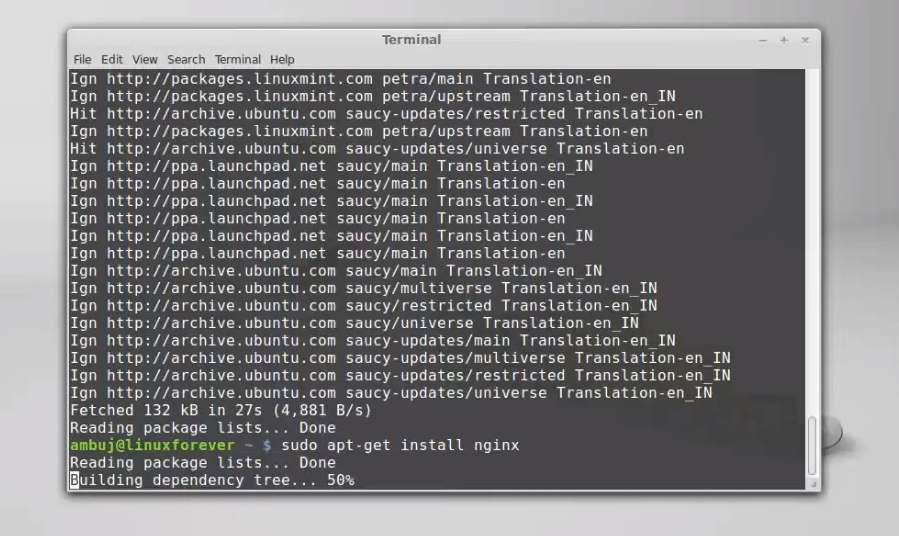 Terminal
File Edit View Search Terminal Help
Ign http://packages.linuxmint.com petra/main Translation-en
Ign http://packages.linuxmint.com petra/upstream Translation-en_IN
Hit http://archive.ubuntu.com saucy-updates/restricted Translation-en
Ign http://packages.linuxmint.com petra/upstream Translation-en
Hit http://archive.ubuntu.com saucy-updates/universe Translation-en
Ign http://ppa.launchpad.net saucy/main Translation-en_IN
Ign http://ppa.launchpad.net saucy/main Translation-en
Ign http://ppa.launchpad.net saucy/main Translation-en_IN
Ign http://ppa.launchpad.net saucy/main Translation-en
Ign http://ppa.launchpad.net saucy/main Translation-en_IN
Ign http://ppa.launchpad.net saucy/main Translation-en
Ign http://archive.ubuntu.com saucy/main Translation-en_IN
Ign http://archive.ubuntu.com saucy/multiverse Translation-en_IN
Ign http://archive.ubuntu.com saucy/restricted Translation-en_IN
Ign http://archive.ubuntu.com saucy/universe Translation-en_IN
Ign http://archive.ubuntu.com saucy-updates/main Translation-en_IN
Ign http://archive.ubuntu.com saucy-updates/multiverse Translation-en_IN
Ign http://archive.ubuntu.com saucy-updates/restricted Translation-en_IN
Ign http://archive.ubuntu.com saucy-updates/universe Translation-en_IN
Fetched 132 kB in 27s (4,881 B/s)
Reading package lists... Done
ambuj@linuxforever ~ $ sudo apt-get install nginx
Reading package lists... Done
Building dependency tree... 50%